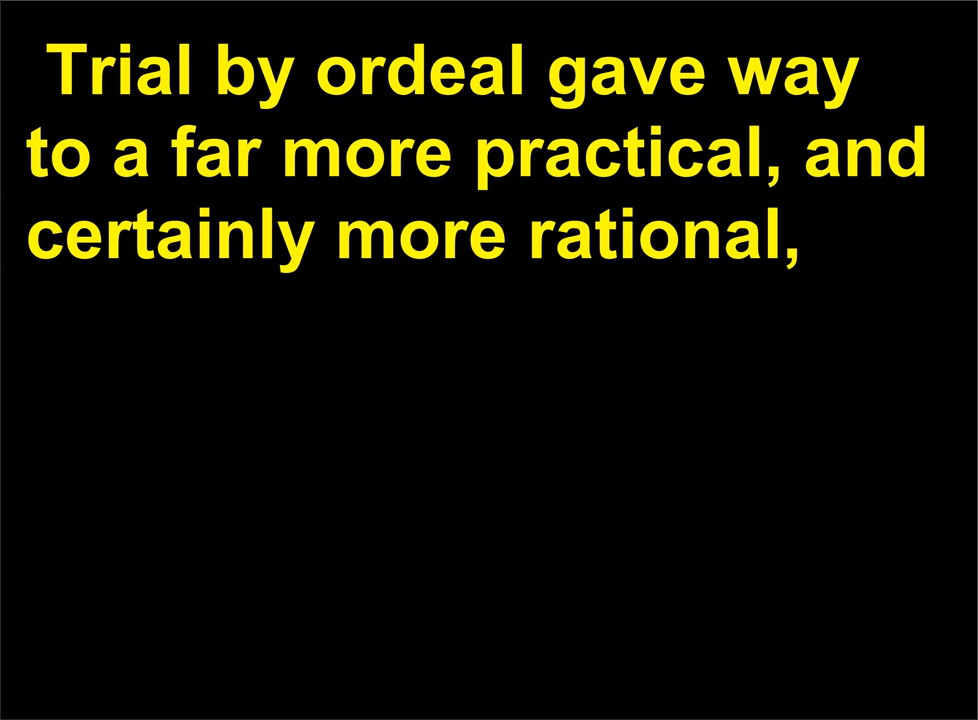 Trial by ordeal gave way
to a far more practical, and
certainly more rational,